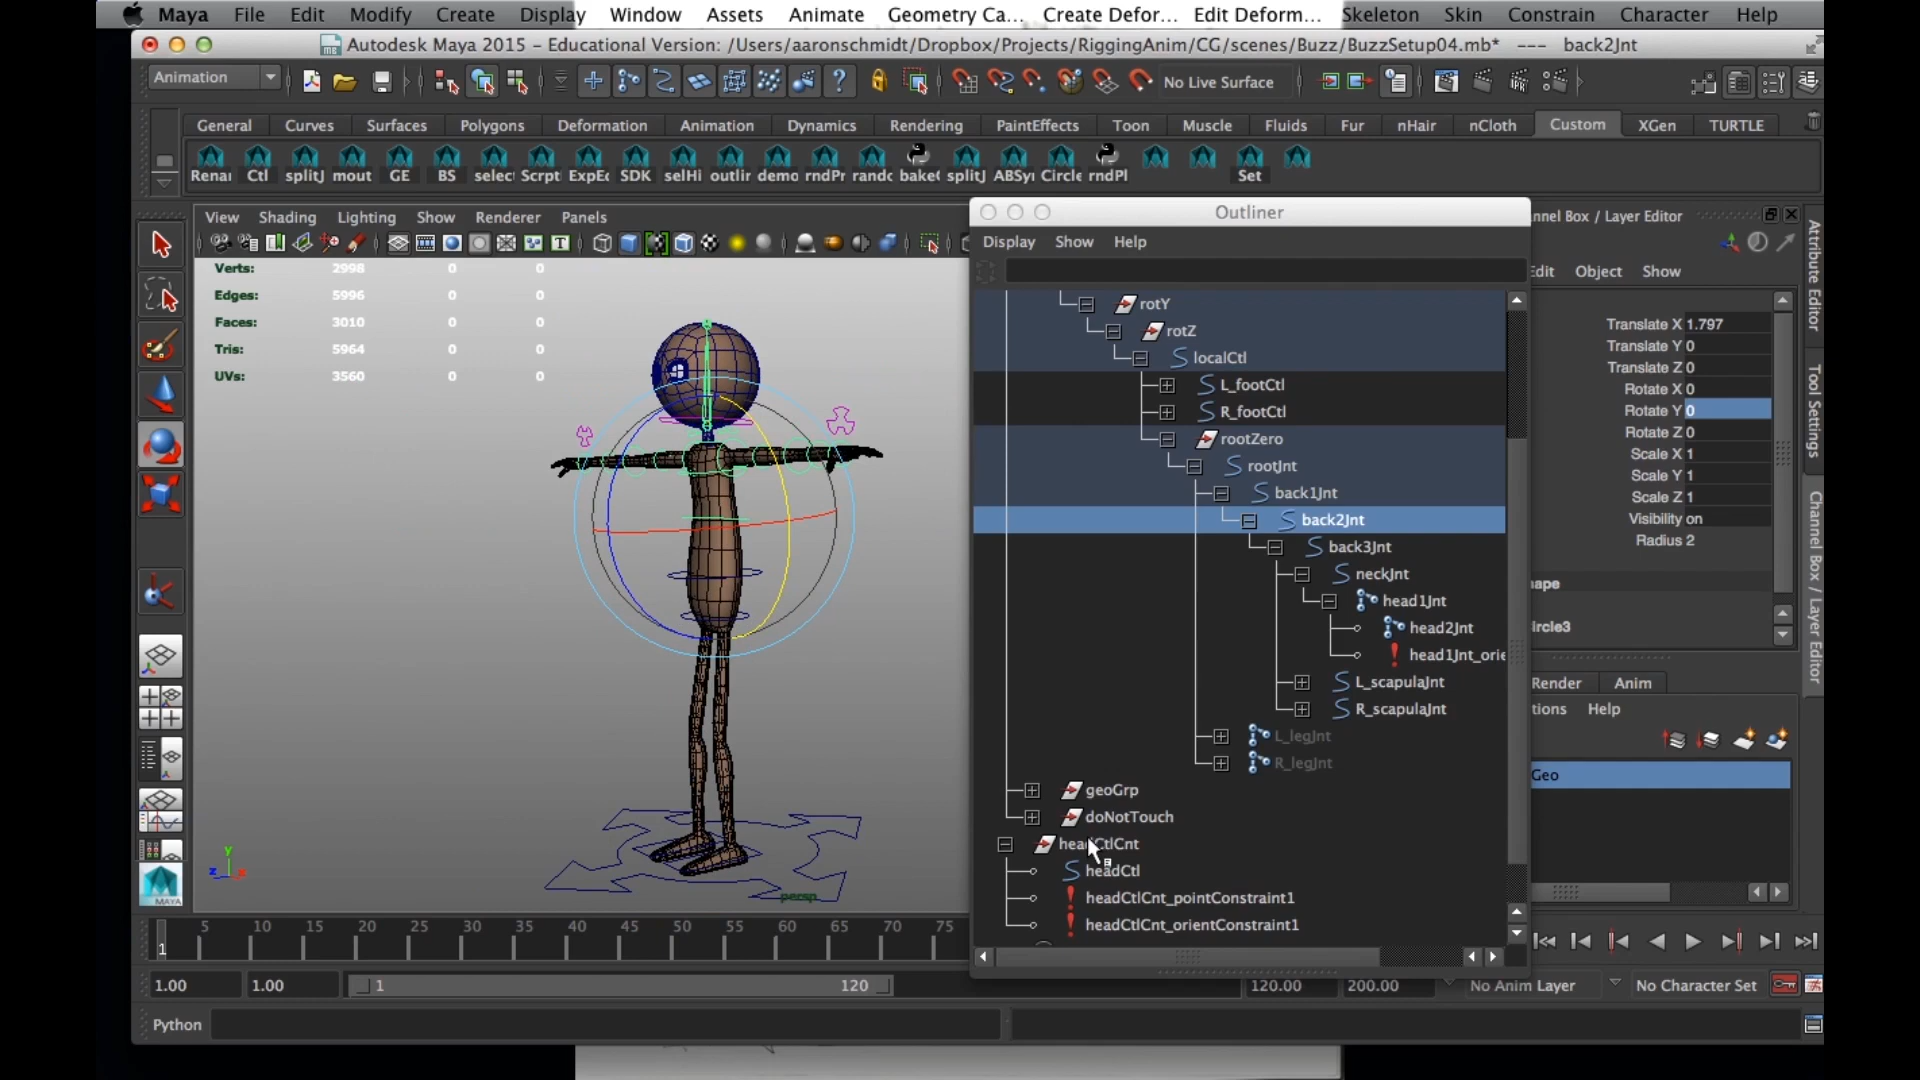 Maya File Edit Modify Create Display Window Assets Animate Geometry Ca... Create Defor... Edit Deform... Skeleton Skin Constrain Character Help
Autodesk Maya 2015 - Educational Version: /Users/aaronschmidt/Dropbox/Projects/RiggingAnim/CG/scenes/Buzz/BuzzSetup04.mb* --- back2Jnt
Animation No Live Surface
General Curves Surfaces Polygons Deformation Animation Dynamics Rendering PaintEffects Toon Muscle Fluids Fur nHair nCloth Custom XGen TURTLE
Renar Ctl splitJ mout GE BS select Scrpt ExpEc SDK selHi outlir demo rndPr rando bake splitJ ABSy Circle rndPl Set
View Shading Lighting Show Renderer Panels
Verts: 2998 0 0
Edges: 5996 0 0
Faces: 3010 0 0
Tris: 5964 0 0
UVs: 3560 0 0
persp
Outliner
Display Show Help
rotY
rotZ
localCtl
L_footCtl
R_footCtl
rootZero
rootJnt
back1Jnt
back2Jnt
back3Jnt
neckJnt
head1Jnt
head2Jnt
head1Jnt_orie
L_scapulaJnt
R_scapulaJnt
L_legJnt
R_legJnt
geoGrp
doNotTouch
headCtlCnt
headCtl
headCtlCnt_pointConstraint1
headCtlCnt_orientConstraint1
nnel Box / Layer Editor
dit Object Show
Translate X 1.797
Translate Y 0
Translate Z 0
Rotate X 0
Rotate Y 0
Rotate Z 0
Scale X 1
Scale Y 1
Scale Z 1
Visibility on
Radius 2
hape
ircle3
Render Anim
tions Help
Geo
Attribute Editor
Tool Settings
Channel Box / Layer Editor
MAYA
1 5 10 15 20 25 30 35 40 45 50 55 60 65 70 75
1.00 1.00 1 120 120.00 200.00 No Anim Layer No Character Set
Python